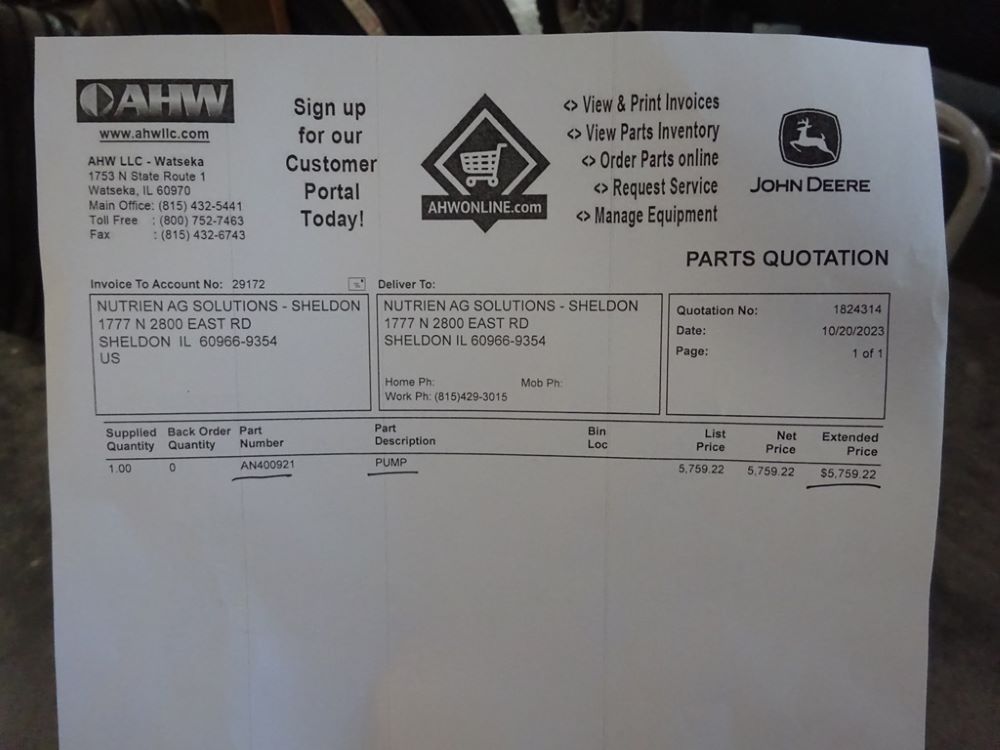 AHW
www.ahwllc.com
AHW LLC - Watseka
1753 N State Route 1
Watseka, IL 60970
Main Office: (815) 432-5441
Toll Free : (800) 752-7463
Fax : (815) 432-6743
Sign up
for our
Customer
Portal
Today!
AHWONLINE.com
<> View & Print Invoices
<> View Parts Inventory
<> Order Parts online
<> Request Service
<> Manage Equipment
JOHN DEERE
PARTS QUOTATION
Invoice To Account No: 29172
NUTRIEN AG SOLUTIONS - SHELDON
1777 N 2800 EAST RD
SHELDON IL 60966-9354
US
Deliver To:
NUTRIEN AG SOLUTIONS - SHELDON
1777 N 2800 EAST RD
SHELDON IL 60966-9354
Home Ph: Mob Ph:
Work Ph: (815)429-3015
Quotation No: 1824314
Date: 10/20/2023
Page: 1 of 1
Supplied Quantity Back Order Quantity Part Number Part Description Bin Loc List Price Net Price Extended Price
1.00 0 AN400921 PUMP 5,759.22 5,759.22 $5,759.22